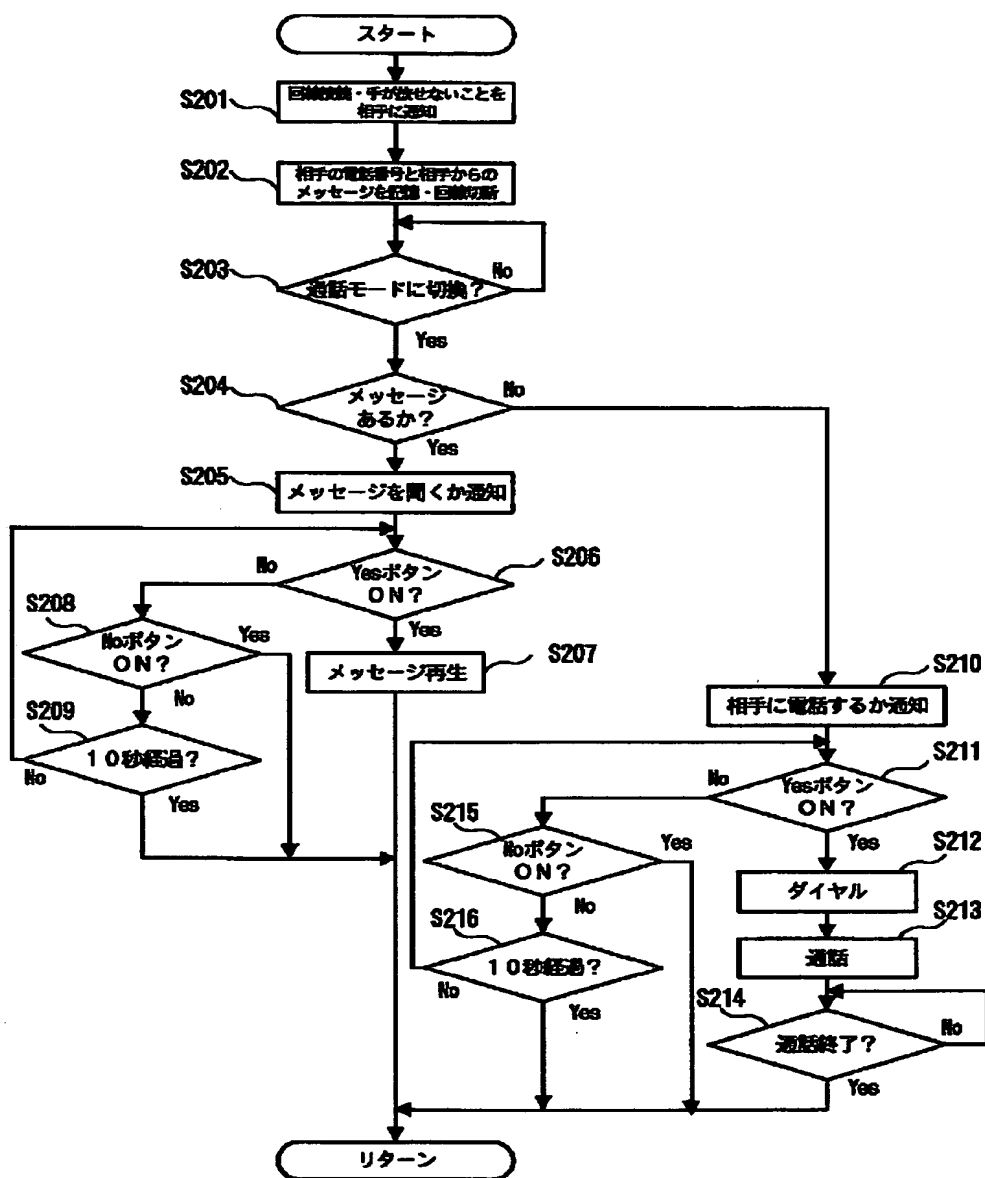 スタート
S201
回線接続・手が放せないことを
相手に通知
S202
相手の電話番号と相手からの
メッセージを記憶・回線切断
S203
通話モードに切換？
No
Yes
S204
メッセージ
あるか？
No
Yes
S205
メッセージを聞くか通知
S206
Yesボタン
ON？
No
Yes
S207
メッセージ再生
S208
Noボタン
ON？
Yes
No
S209
10秒経過？
No
Yes
S210
相手に電話するか通知
S211
Yesボタン
ON？
No
Yes
S212
ダイヤル
S213
通話
S214
通話終了？
No
Yes
S215
Noボタン
ON？
Yes
No
S216
10秒経過？
No
Yes
リターン